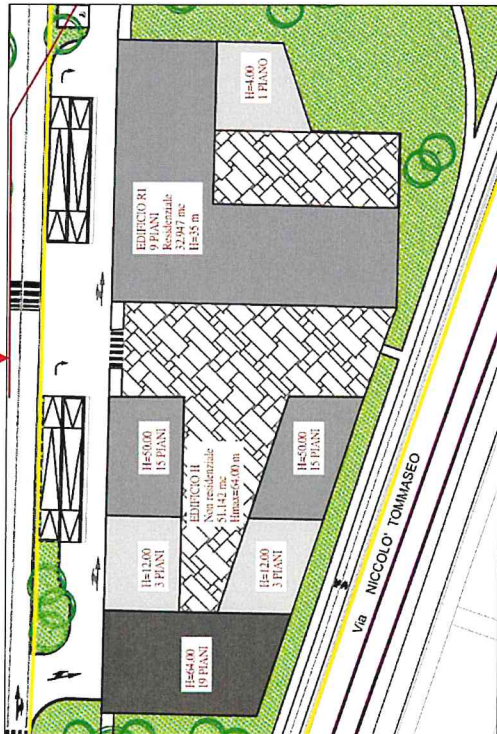 H=4.00
1 PIANO
EDIFICIO R1
9 PIANI
Residenziale
32.947 mc
H=35 m
H=50.00
15 PIANI
EDIFICIO H
Non residenziale
51.142 mc
Hmax=64.00 m
H=50.00
15 PIANI
H=12.00
3 PIANI
H=12.00
3 PIANI
H=64.00
19 PIANI
Via NICCOLO' TOMMASEO